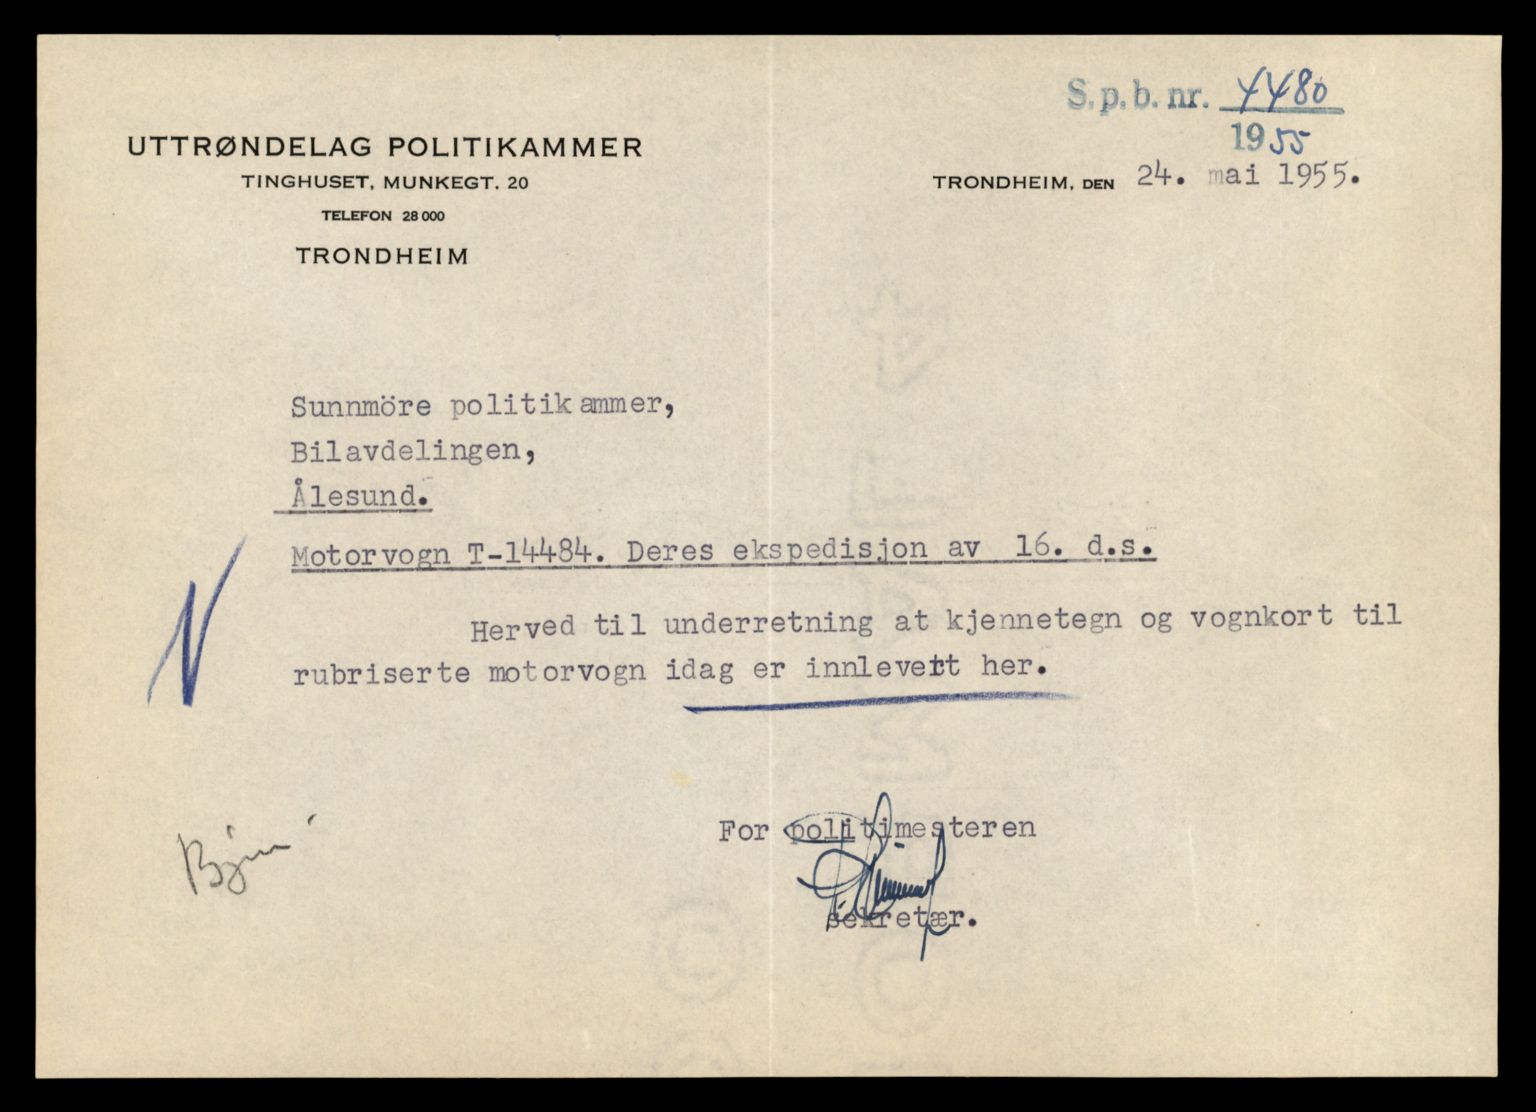 S.p.b. nr. 4480
1955
UTTRØNDELAG POLITIKAMMER
TINGHUSET, MUNKEGT. 20
TELEFON 28 000
TRONDHEIM
TRONDHEIM, DEN 24. mai 1955.
Sunnmöre politikammer,
Bilavdelingen,
Ålesund.
Motorvogn T-14484. Deres ekspedisjon av 16. d.s.
Herved til underretning at kjennetegn og vognkort til
rubriserte motorvogn idag er innlevert her.
For politimesteren
sekretær.